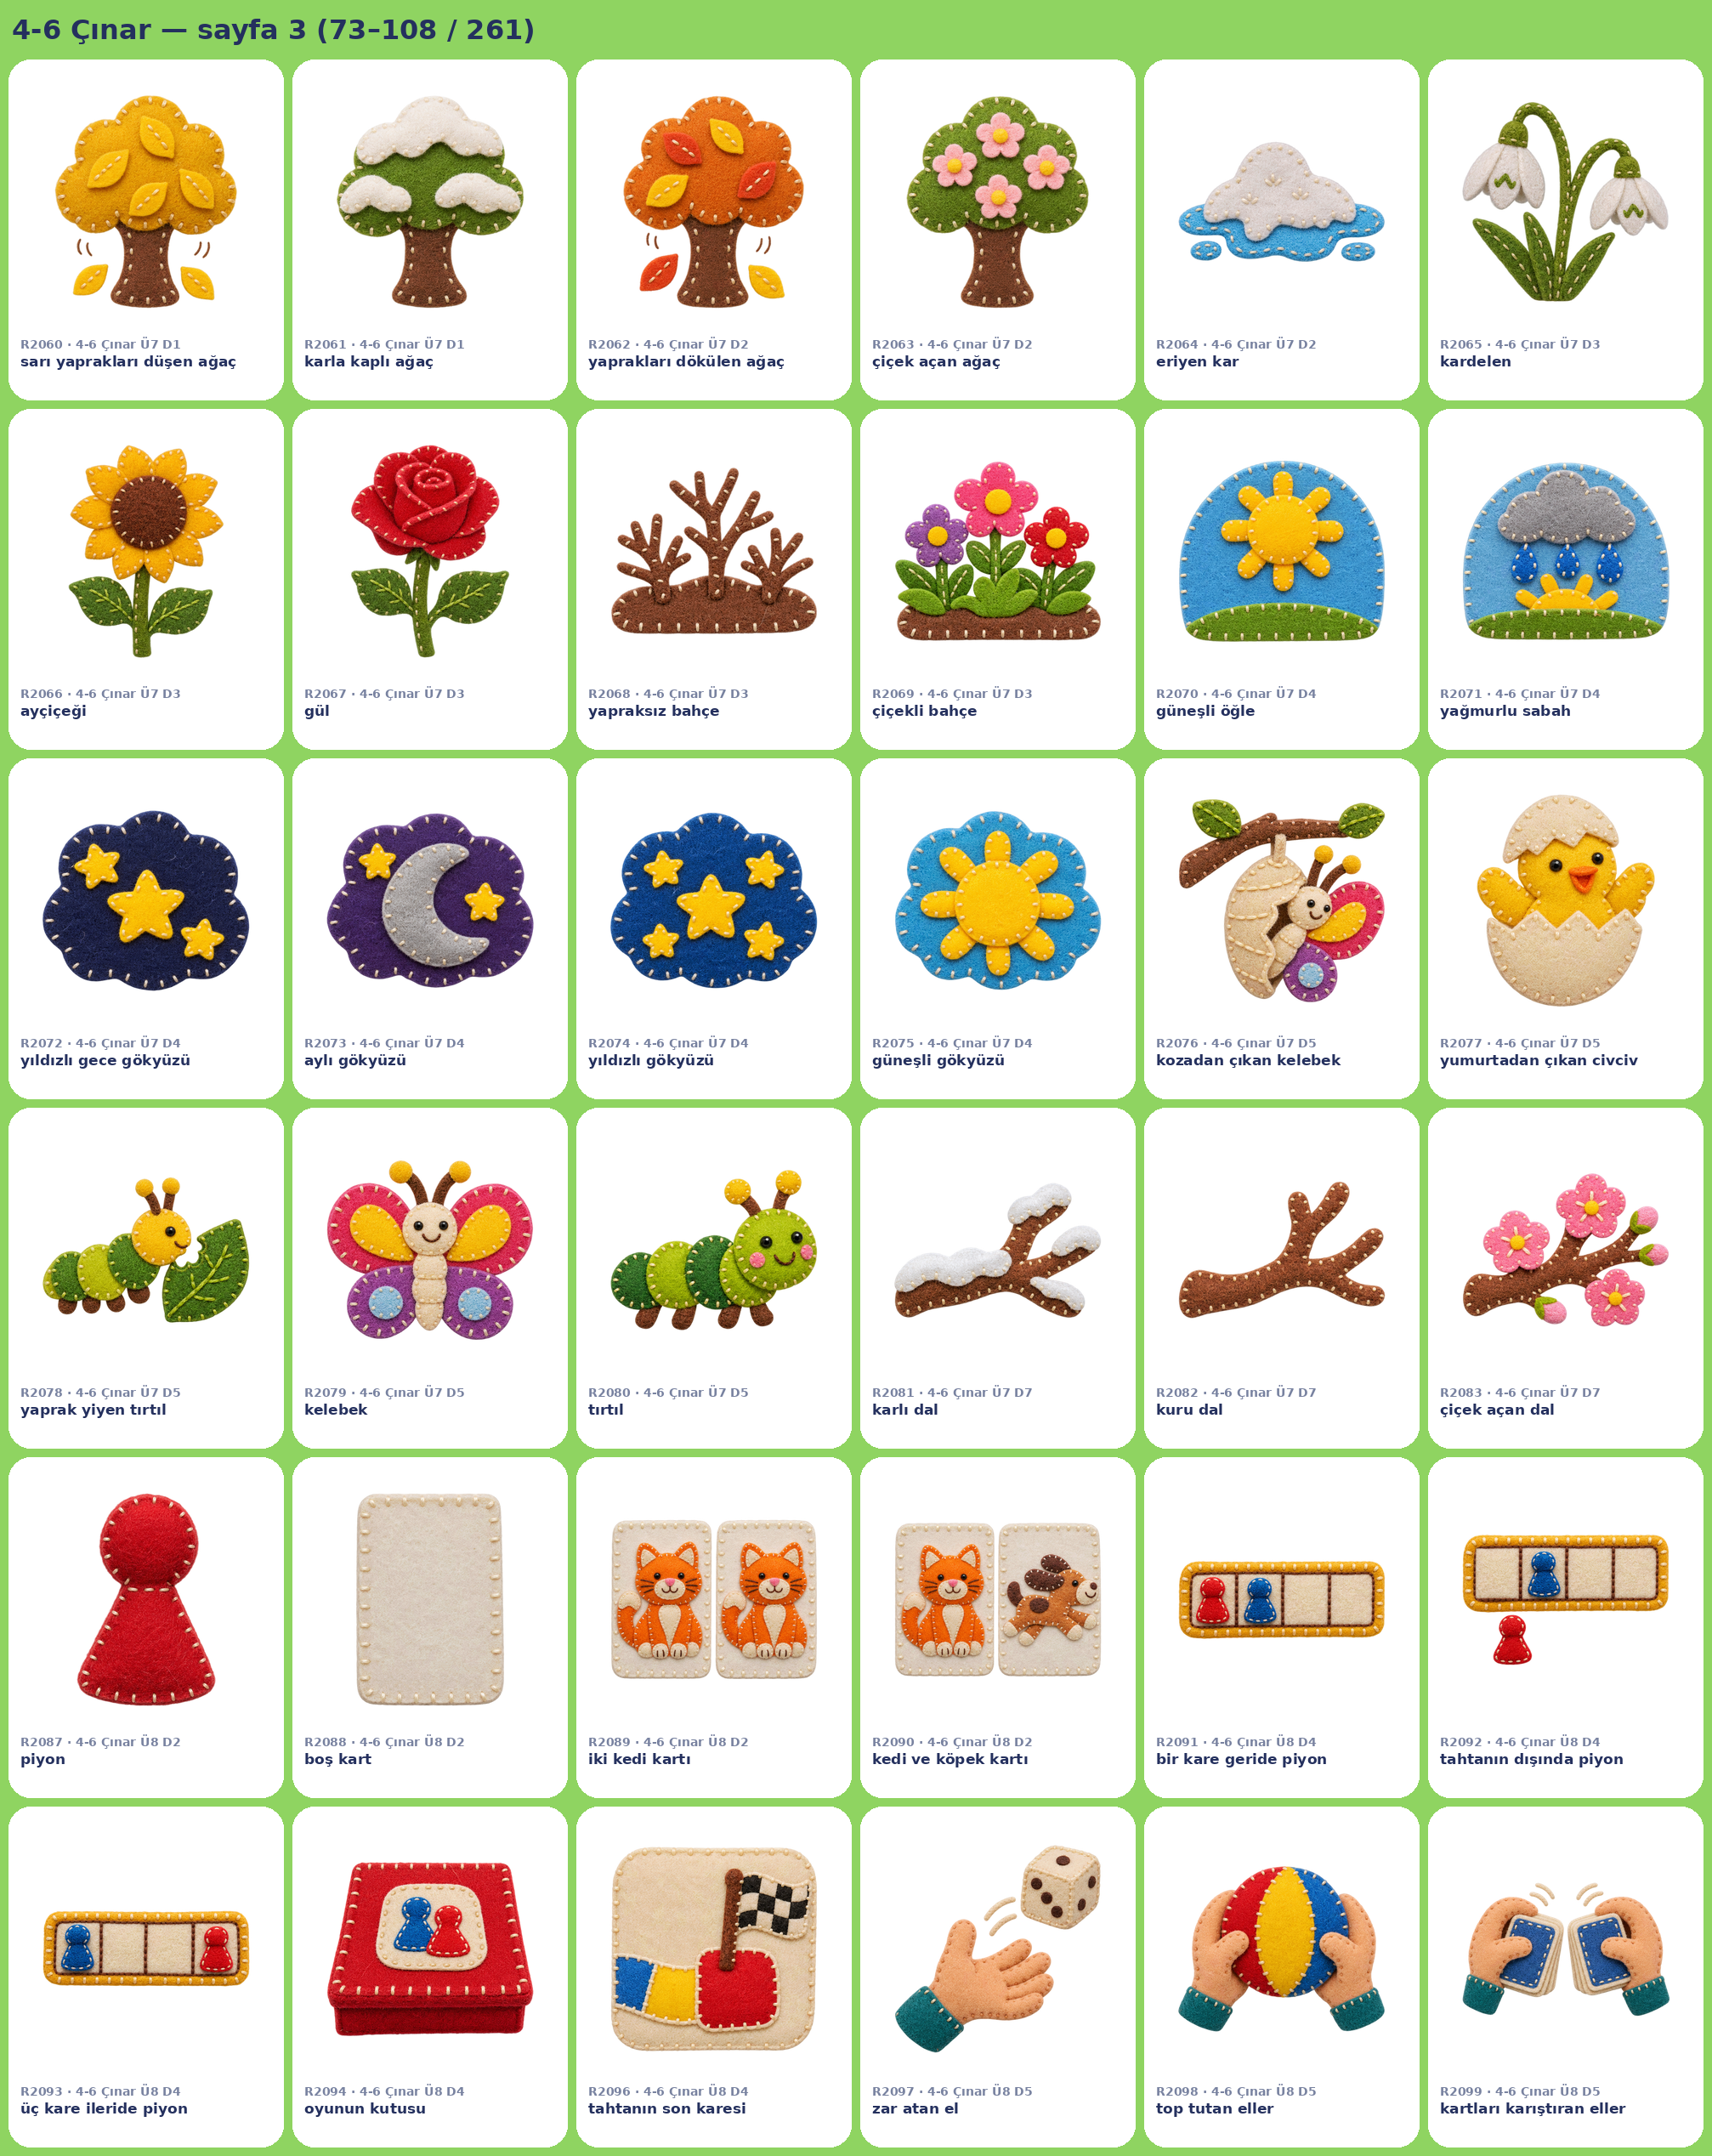 4-6 Çınar — sayfa 3 (73–108 / 261)
R2060 · 4-6 Çınar Ü7 D1
sarı yaprakları düşen ağaç
R2061 · 4-6 Çınar Ü7 D1
karla kaplı ağaç
R2062 · 4-6 Çınar Ü7 D2
yaprakları dökülen ağaç
R2063 · 4-6 Çınar Ü7 D2
çiçek açan ağaç
R2064 · 4-6 Çınar Ü7 D2
eriyen kar
R2065 · 4-6 Çınar Ü7 D3
kardelen
R2066 · 4-6 Çınar Ü7 D3
ayçiçeği
R2067 · 4-6 Çınar Ü7 D3
gül
R2068 · 4-6 Çınar Ü7 D3
yapraksız bahçe
R2069 · 4-6 Çınar Ü7 D3
çiçekli bahçe
R2070 · 4-6 Çınar Ü7 D4
güneşli öğle
R2071 · 4-6 Çınar Ü7 D4
yağmurlu sabah
R2072 · 4-6 Çınar Ü7 D4
yıldızlı gece gökyüzü
R2073 · 4-6 Çınar Ü7 D4
aylı gökyüzü
R2074 · 4-6 Çınar Ü7 D4
yıldızlı gökyüzü
R2075 · 4-6 Çınar Ü7 D4
güneşli gökyüzü
R2076 · 4-6 Çınar Ü7 D5
kozadan çıkan kelebek
R2077 · 4-6 Çınar Ü7 D5
yumurtadan çıkan civciv
R2078 · 4-6 Çınar Ü7 D5
yaprak yiyen tırtıl
R2079 · 4-6 Çınar Ü7 D5
kelebek
R2080 · 4-6 Çınar Ü7 D5
tırtıl
R2081 · 4-6 Çınar Ü7 D7
karlı dal
R2082 · 4-6 Çınar Ü7 D7
kuru dal
R2083 · 4-6 Çınar Ü7 D7
çiçek açan dal
R2087 · 4-6 Çınar Ü8 D2
piyon
R2088 · 4-6 Çınar Ü8 D2
boş kart
R2089 · 4-6 Çınar Ü8 D2
iki kedi kartı
R2090 · 4-6 Çınar Ü8 D2
kedi ve köpek kartı
R2091 · 4-6 Çınar Ü8 D4
bir kare geride piyon
R2092 · 4-6 Çınar Ü8 D4
tahtanın dışında piyon
R2093 · 4-6 Çınar Ü8 D4
üç kare ileride piyon
R2094 · 4-6 Çınar Ü8 D4
oyunun kutusu
R2096 · 4-6 Çınar Ü8 D4
tahtanın son karesi
R2097 · 4-6 Çınar Ü8 D5
zar atan el
R2098 · 4-6 Çınar Ü8 D5
top tutan eller
R2099 · 4-6 Çınar Ü8 D5
kartları karıştıran eller